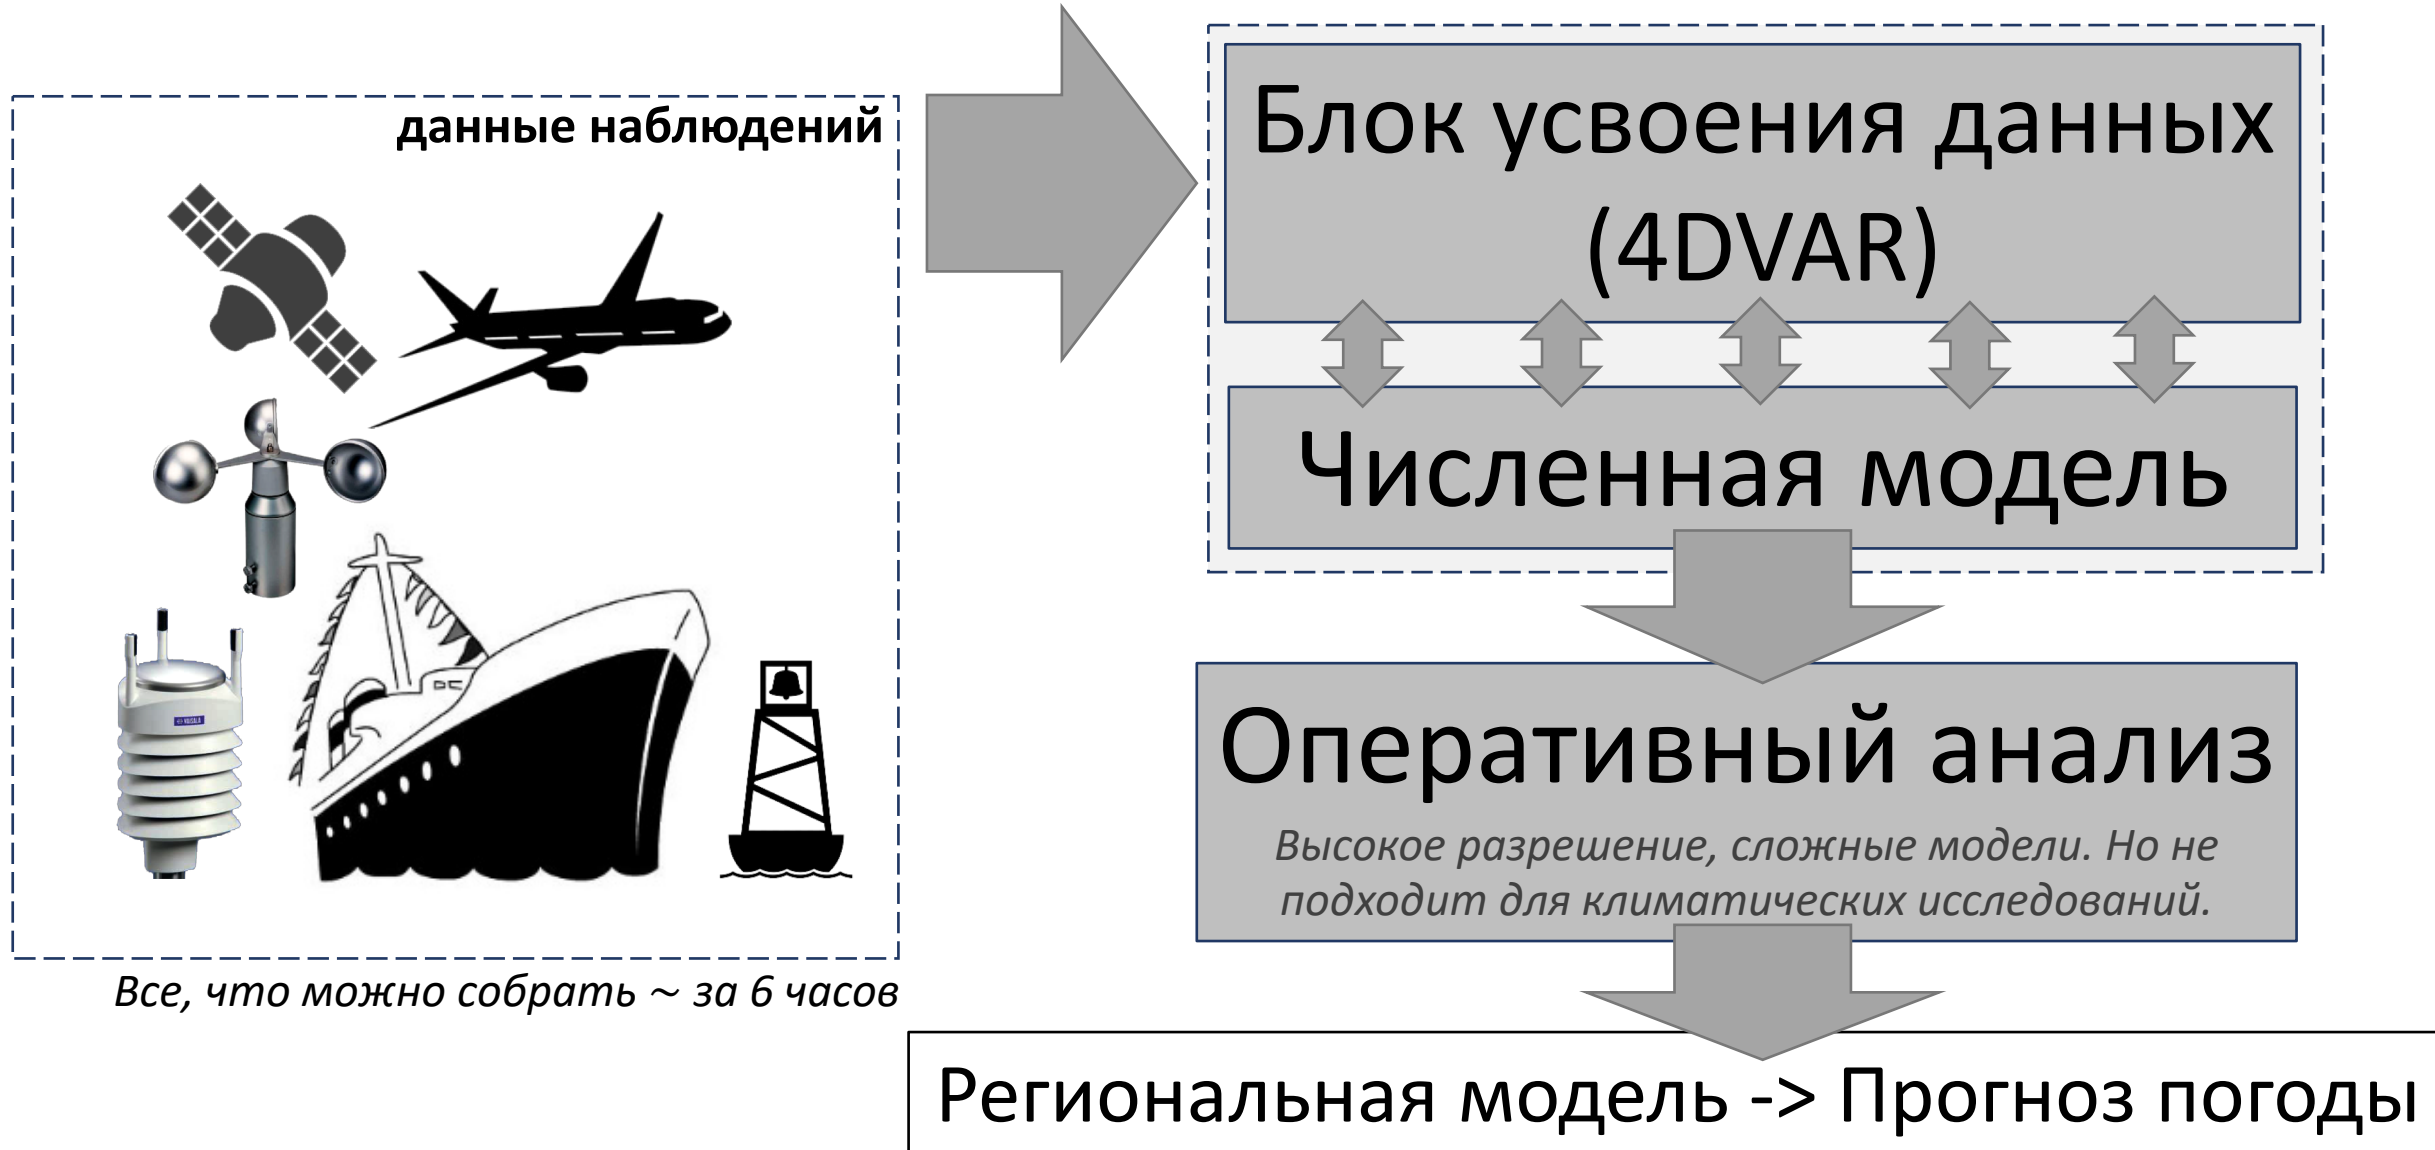 данные наблюдений
VAISALA
Все, что можно собрать ~ за 6 часов
Блок усвоения данных
(4DVAR)
Численная модель
Оперативный анализ
Высокое разрешение, сложные модели. Но не
подходит для климатических исследований.
Региональная модель -> Прогноз погоды